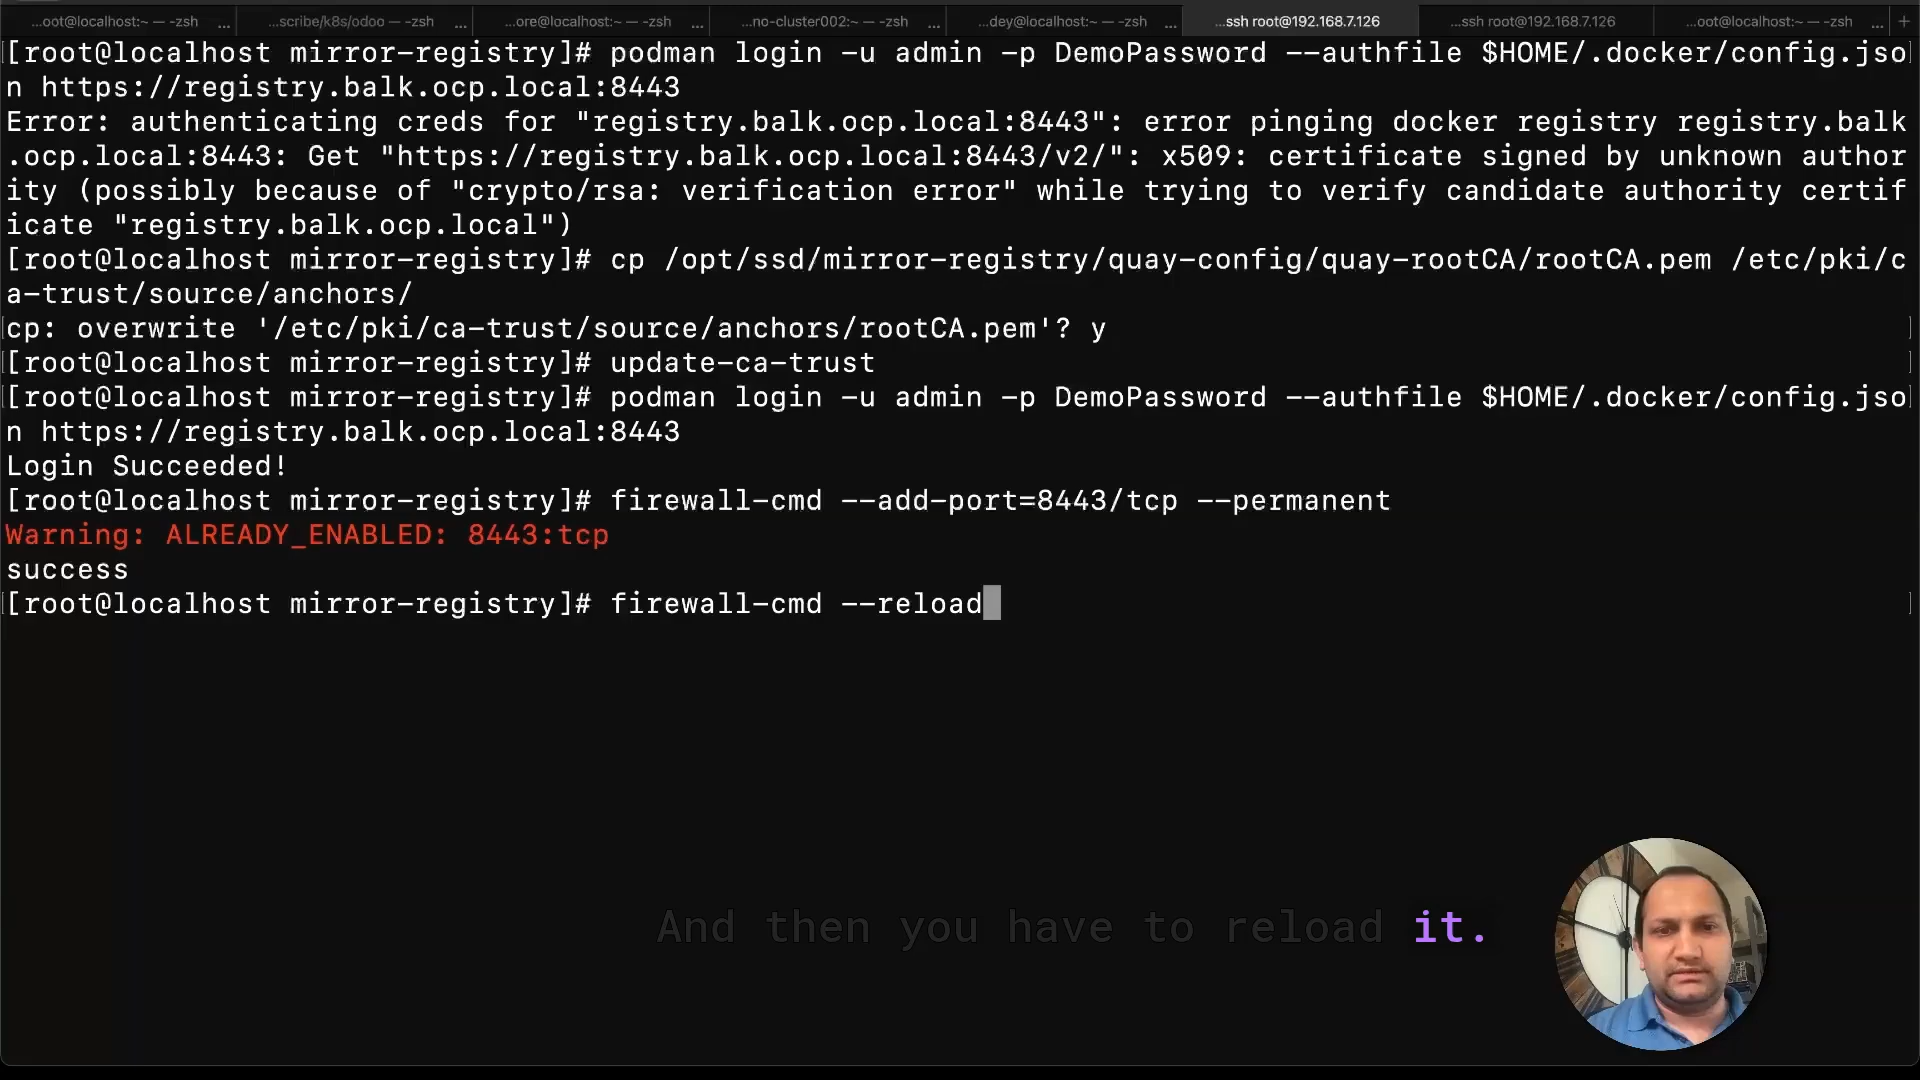 ...oot@localhost:~ — -zsh ... ...scribe/k8s/odoo — -zsh ... ...ore@localhost:~ — -zsh ... ...no-cluster002:~ — -zsh ... ...dey@localhost:~ — -zsh ... ...ssh root@192.168.7.126 ...ssh root@192.168.7.126 ...oot@localhost:~ — -zsh ... +
[root@localhost mirror-registry]# podman login -u admin -p DemoPassword --authfile $HOME/.docker/config.jso
n https://registry.balk.ocp.local:8443
Error: authenticating creds for "registry.balk.ocp.local:8443": error pinging docker registry registry.balk
.ocp.local:8443: Get "https://registry.balk.ocp.local:8443/v2/": x509: certificate signed by unknown author
ity (possibly because of "crypto/rsa: verification error" while trying to verify candidate authority certif
icate "registry.balk.ocp.local")
[root@localhost mirror-registry]# cp /opt/ssd/mirror-registry/quay-config/quay-rootCA/rootCA.pem /etc/pki/c
a-trust/source/anchors/
cp: overwrite '/etc/pki/ca-trust/source/anchors/rootCA.pem'? y
[root@localhost mirror-registry]# update-ca-trust
[root@localhost mirror-registry]# podman login -u admin -p DemoPassword --authfile $HOME/.docker/config.jso
n https://registry.balk.ocp.local:8443
Login Succeeded!
[root@localhost mirror-registry]# firewall-cmd --add-port=8443/tcp --permanent
Warning: ALREADY_ENABLED: 8443:tcp
success
[root@localhost mirror-registry]# firewall-cmd --reload
And then you have to reload it.